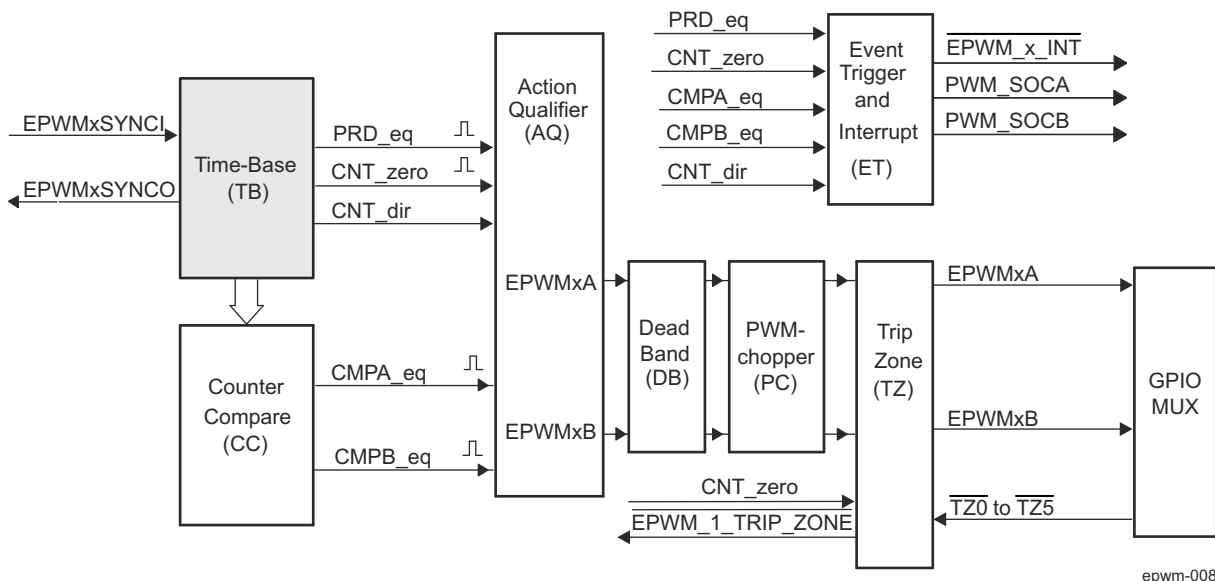 PRD_eq
CNT_zero
CMPA_eq
CMPB_eq
CNT_dir
Event
Trigger
and
Interrupt
(ET)
EPWM_x_INT
PWM_SOCA
PWM_SOCB
EPWMxSYNCI
EPWMxSYNCO
Time-Base
(TB)
PRD_eq
CNT_zero
CNT_dir
Action
Qualifier
(AQ)
EPWMxA
EPWMxB
Counter
Compare
(CC)
CMPA_eq
CMPB_eq
Dead
Band
(DB)
PWM-
chopper
(PC)
Trip
Zone
(TZ)
EPWMxA
EPWMxB
TZ0 to TZ5
GPIO
MUX
CNT_zero
EPWM_1_TRIP_ZONE
epwm-008